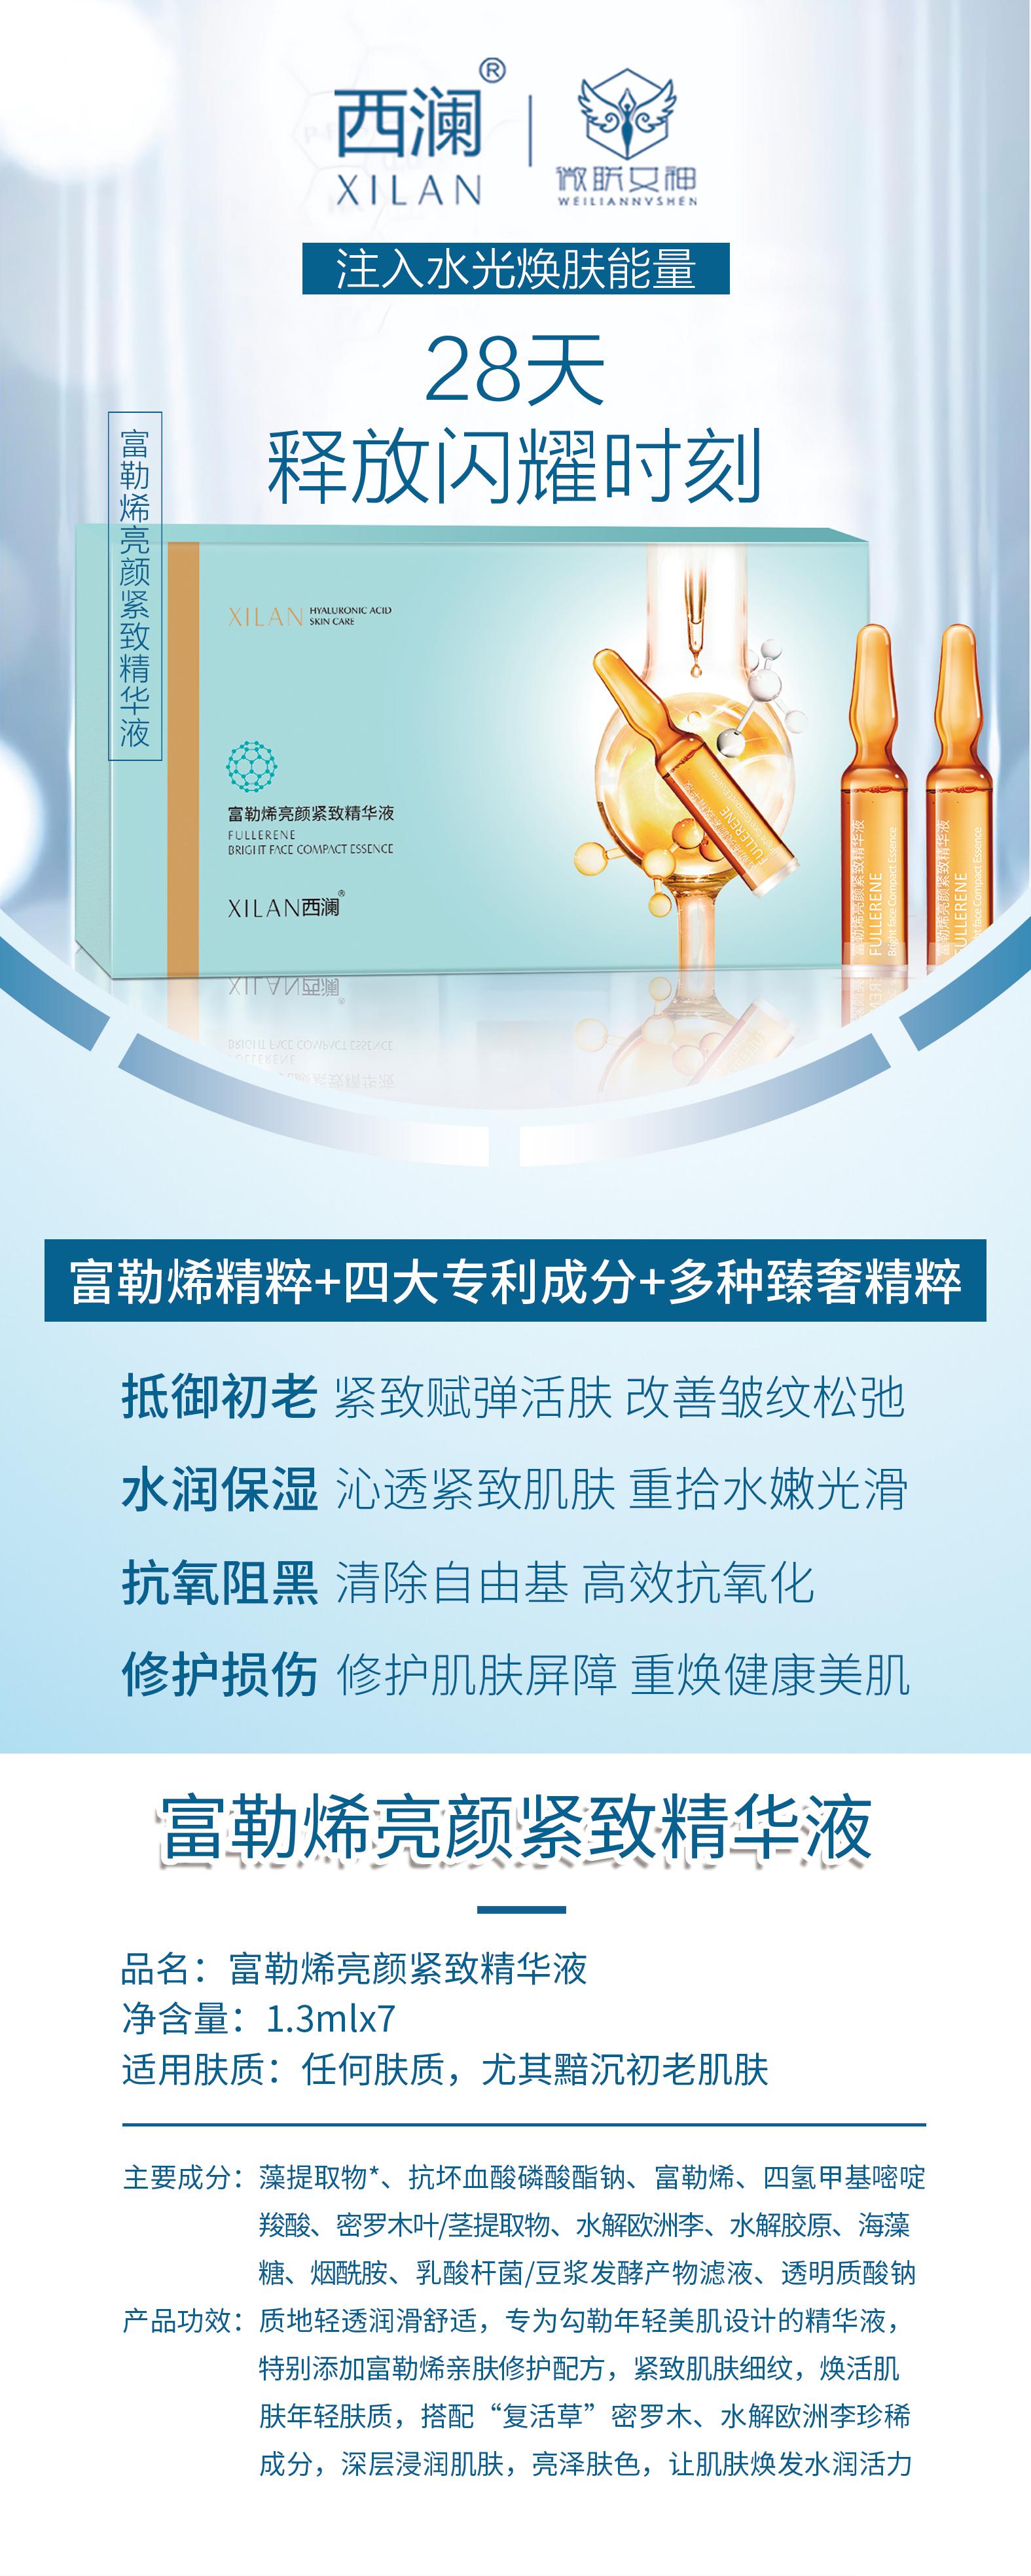 西澜®
XILAN
微联女神
WEILIANNVSHEN
注入水光焕肤能量
28天
释放闪耀时刻
富勒烯亮颜紧致精华液
XILAN HYALURONIC ACID
SKIN CARE
富勒烯亮颜紧致精华液
FULLERENE
BRIGHT FACE COMPACT ESSENCE
XILAN西澜®
FULLERENE
富勒烯亮颜紧致精华液
FULLERENE
Bright face Compact Essence
富勒烯亮颜紧致精华液
FULLERENE
Bright face Compact Essence
富勒烯精粹+四大专利成分+多种臻奢精粹
抵御初老 紧致赋弹活肤 改善皱纹松弛
水润保湿 沁透紧致肌肤 重拾水嫩光滑
抗氧阻黑 清除自由基 高效抗氧化
修护损伤 修护肌肤屏障 重焕健康美肌
富勒烯亮颜紧致精华液
品名：富勒烯亮颜紧致精华液
净含量：1.3mlx7
适用肤质：任何肤质，尤其黯沉初老肌肤
主要成分：藻提取物*、抗坏血酸磷酸酯钠、富勒烯、四氢甲基嘧啶
羧酸、密罗木叶/茎提取物、水解欧洲李、水解胶原、海藻
糖、烟酰胺、乳酸杆菌/豆浆发酵产物滤液、透明质酸钠
产品功效：质地轻透润滑舒适，专为勾勒年轻美肌设计的精华液，
特别添加富勒烯亲肤修护配方，紧致肌肤细纹，焕活肌
肤年轻肤质，搭配“复活草”密罗木、水解欧洲李珍稀
成分，深层浸润肌肤，亮泽肤色，让肌肤焕发水润活力